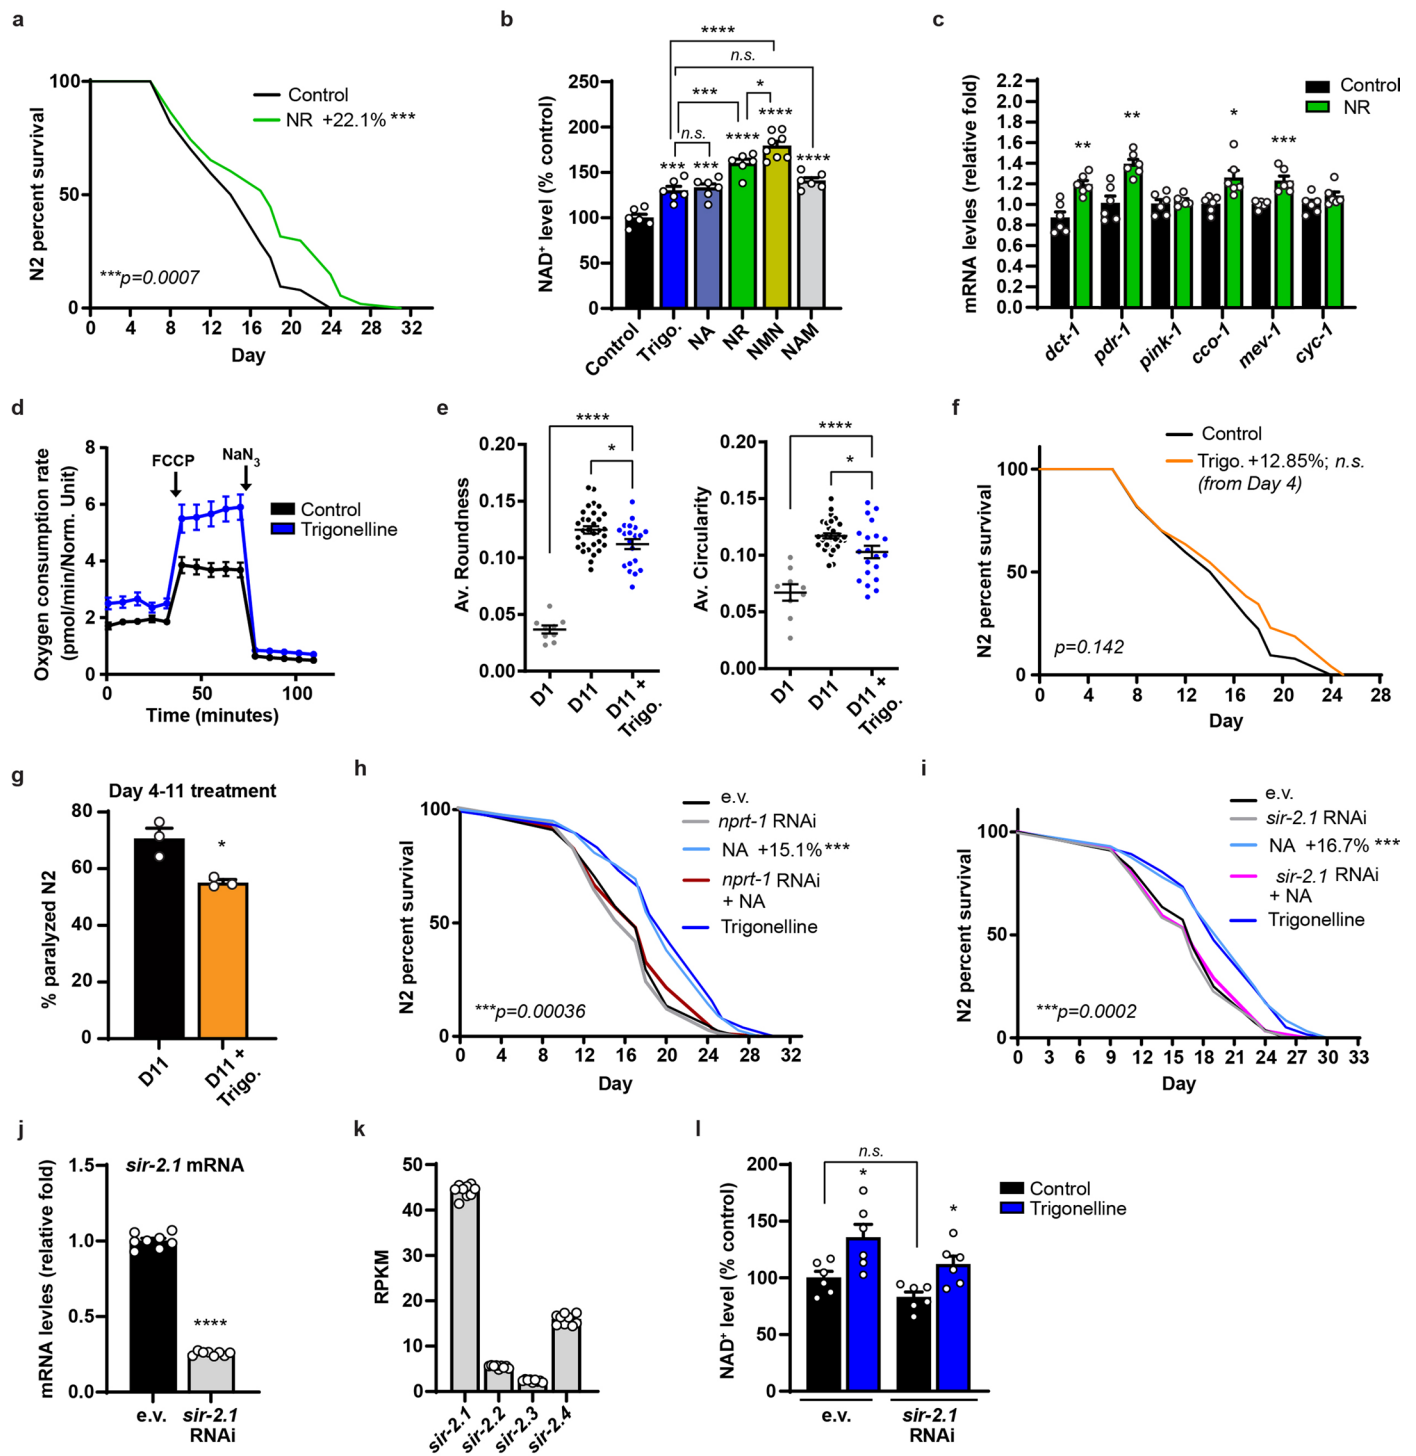 a
100
50
0
N2 percent survival
Control
NR +22.1% ***
***p=0.0007
0 4 8 12 16 20 24 28 32
Day
b
****
n.s.
*** *
n.s.
*** *** **** **** ****
250
200
150
100
50
0
NAD+ level (% control)
Control Trigo. NA NR NMN NAM
c
2.2
2.0
1.8
1.6
1.4
1.2
1.0
0.8
0.6
0.4
0.2
0.0
mRNA levles (relative fold)
Control
NR
** ** * ***
dct-1 pdr-1 pink-1 cco-1 mev-1 cyc-1
d
8
6
4
2
0
Oxygen consumption rate
(pmol/min/Norm. Unit)
FCCP NaN3
Control
Trigonelline
0 50 100
Time (minutes)
e
****
*
0.20
0.15
0.10
0.05
0.00
Av. Roundness
D1 D11 D11 +
Trigo.
****
*
0.20
0.15
0.10
0.05
0.00
Av. Circularity
D1 D11 D11 +
Trigo.
f
Control
Trigo. +12.85%; n.s.
(from Day 4)
100
50
0
N2 percent survival
p=0.142
0 4 8 12 16 20 24 28
Day
g
Day 4-11 treatment
80
60
40
20
0
% paralyzed N2
*
D11 D11 +
Trigo.
h
100
50
0
N2 percent survival
e.v.
nprt-1 RNAi
NA +15.1% ***
nprt-1 RNAi
+ NA
Trigonelline
***p=0.00036
0 4 8 12 16 20 24 28 32
Day
i
100
50
0
N2 percent survival
e.v.
sir-2.1 RNAi
NA +16.7% ***
sir-2.1 RNAi
+ NA
Trigonelline
***p=0.0002
0 3 6 9 12 15 18 21 24 27 30 33
Day
j
sir-2.1 mRNA
1.5
1.0
0.5
0.0
mRNA levles (relative fold)
****
e.v. sir-2.1
RNAi
k
50
40
30
20
10
0
RPKM
sir-2.1 sir-2.2 sir-2.3 sir-2.4
l
n.s.
* *
200
150
100
50
0
NAD+ level (% control)
Control
Trigonelline
e.v. sir-2.1
RNAi